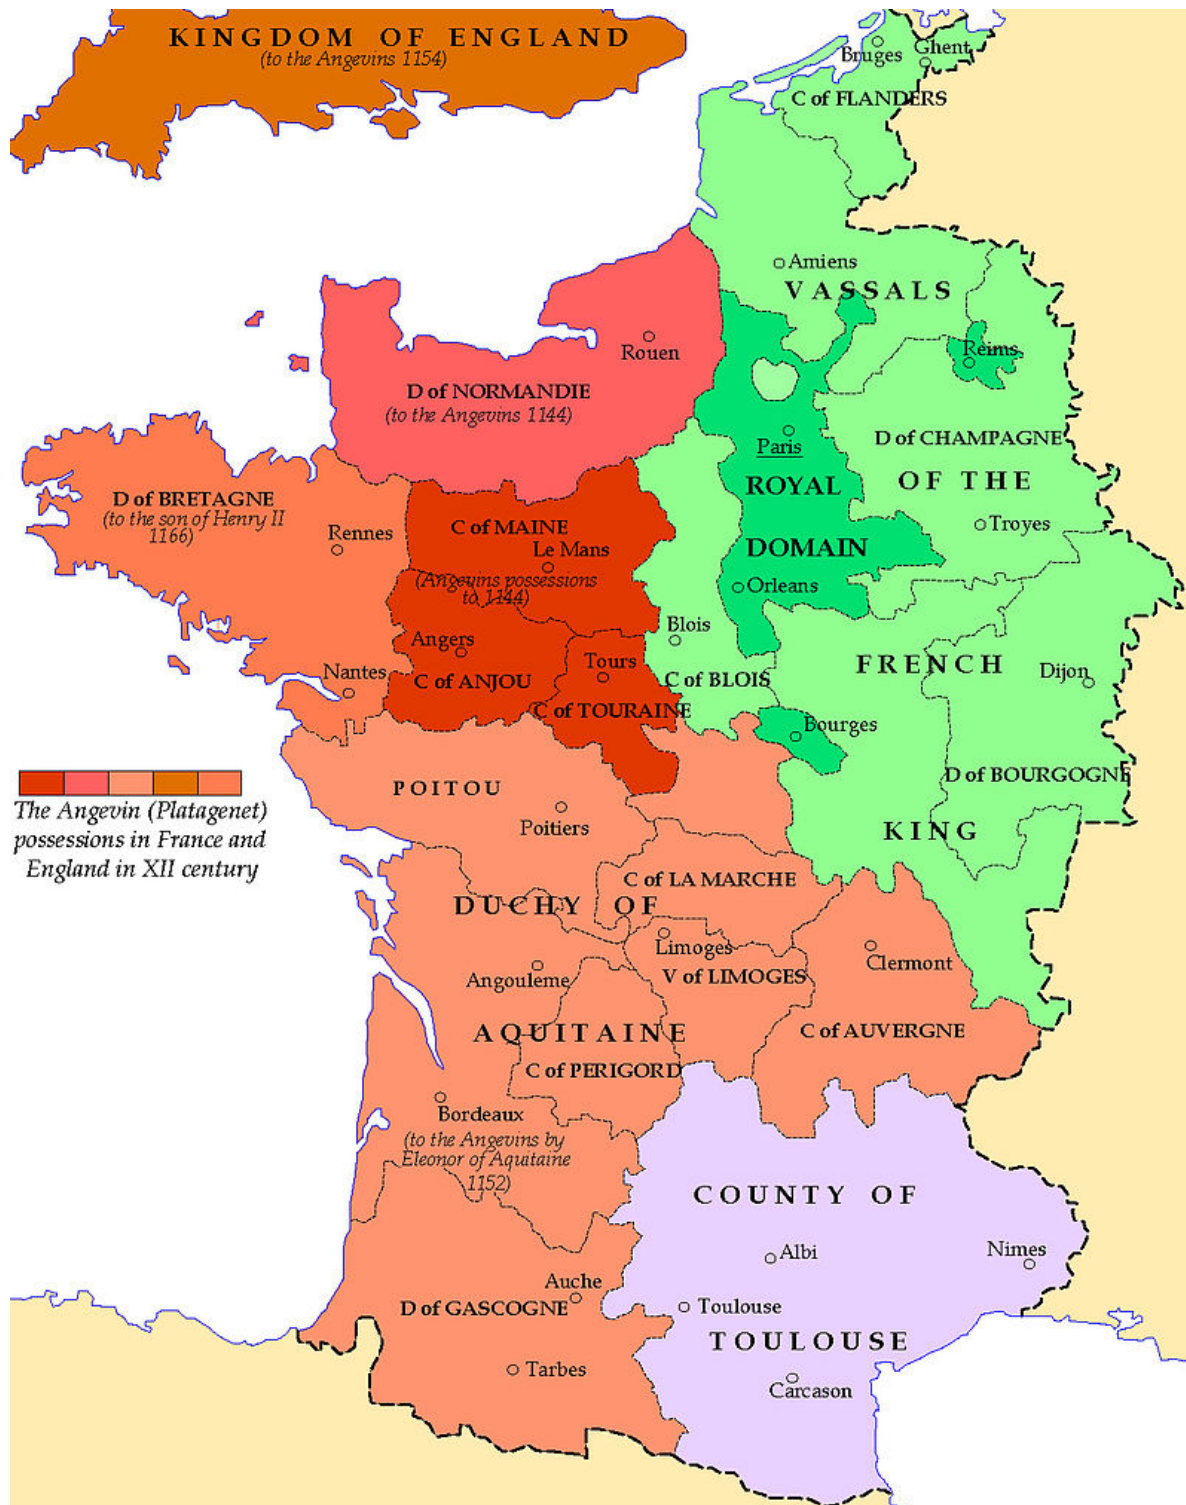 KINGDOM OF ENGLAND
(to the Angevins 1154)
Bruges
Ghent
C of FLANDERS
Amiens
VASSALS
Reims
Rouen
D of NORMANDIE
(to the Angevins 1144)
Paris
D of CHAMPAGNE
ROYAL
OF THE
D of BRETAGNE
(to the son of Henry II
1166)
Rennes
C of MAINE
Le Mans
Troyes
DOMAIN
(Angevins possessions
to 1144)
Orleans
Angers
Blois
Tours
FRENCH
Nantes
C of ANJOU
C of BLOIS
Dijon
C of TOURAINE
Bourges
POITOU
D of BOURGOGNE
The Angevin (Platagenet)
possessions in France and
England in XII century
Poitiers
KING
C of LA MARCHE
DUCHY OF
Limoges
Clermont
Angouleme
V of LIMOGES
AQUITAINE
C of AUVERGNE
C of PERIGORD
Bordeaux
(to the Angevins by
Eleonor of Aquitaine
1152)
COUNTY OF
Albi
Nimes
Auche
D of GASCOGNE
Toulouse
TOULOUSE
Tarbes
Carcason